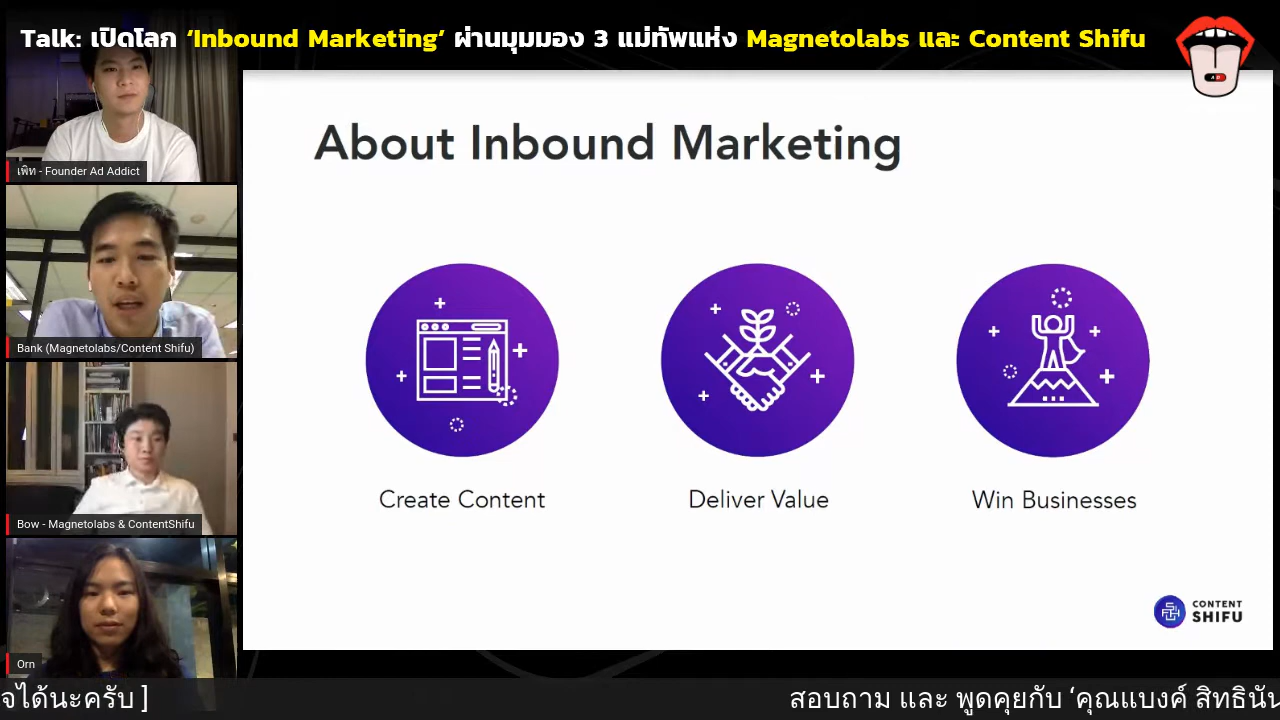 Talk: เปิดโลก ‘Inbound Marketing’ ผ่านมุมมอง 3 แม่ทัพแห่ง Magnetolabs และ Content Shifu
เพิท - Founder Ad Addict
Bank (Magnetolabs/Content Shifu)
Bow - Magnetolabs & ContentShifu
Orn
About Inbound Marketing
Create Content
Deliver Value
Win Businesses
CONTENT
SHIFU
จได้นะครับ ]
สอบถาม และ พูดคุยกับ ‘คุณแบงค์ สิทธินัน